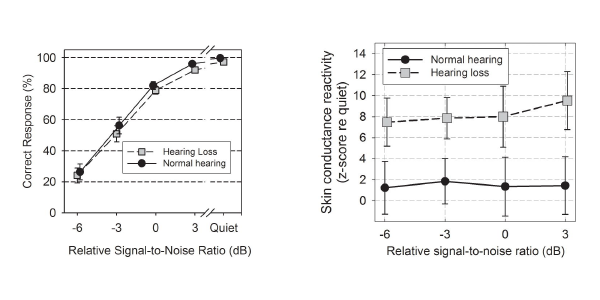 Correct Response (%)
100
80
60
40
20
0
Hearing Loss
Normal hearing
-6
-3
0
3
Quiet
Relative Signal-to-Noise Ratio (dB)
Skin conductance reactivity
(z-score re quiet)
14
12
10
8
6
4
2
0
Normal hearing
Hearing loss
-6
-3
0
3
Relative signal-to-noise ratio (dB)